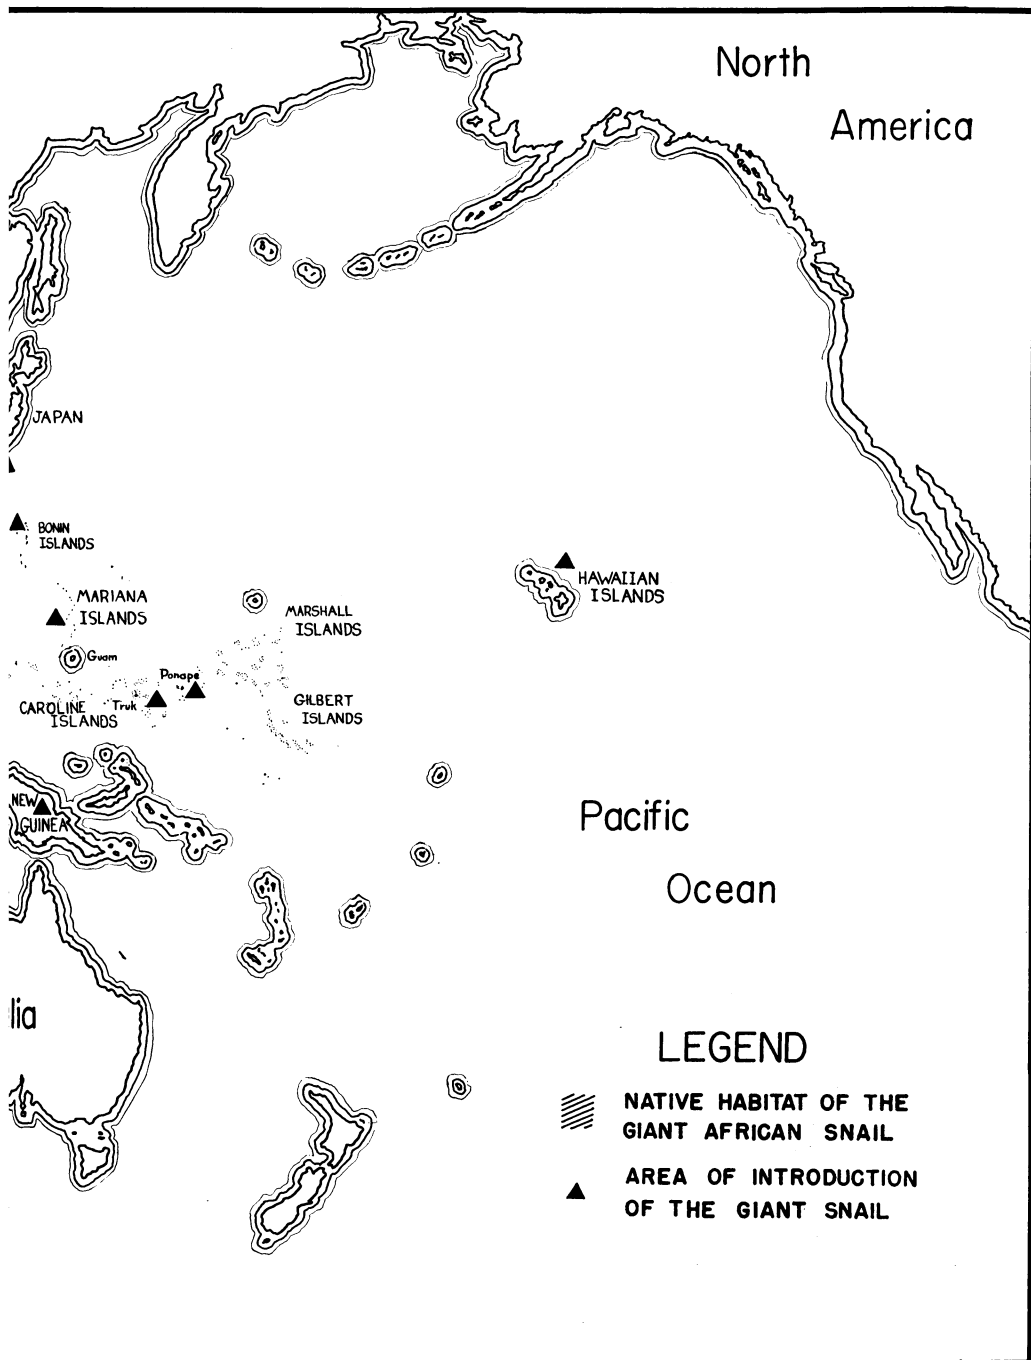 North
America
JAPAN
BONIN
ISLANDS
MARIANA
ISLANDS
Guam
MARSHALL
ISLANDS
HAWAIIAN
ISLANDS
Ponape
Truk
CAROLINE
ISLANDS
GILBERT
ISLANDS
NEW
GUINEA
Pacific
Ocean
lia
LEGEND
NATIVE HABITAT OF THE
GIANT AFRICAN SNAIL
AREA OF INTRODUCTION
OF THE GIANT SNAIL